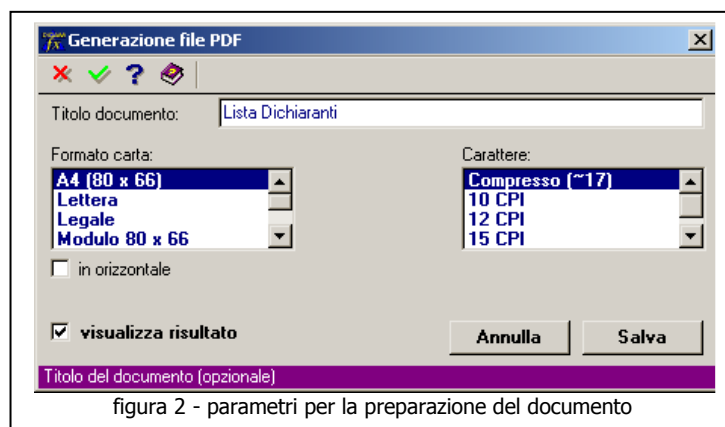 Generazione file PDF
Titolo documento: Lista Dichiaranti
Formato carta: Carattere:
A4 (80 x 66) Compresso (~17)
Lettera 10 CPI
Legale 12 CPI
Modulo 80 x 66 15 CPI
in orizzontale
visualizza risultato Annulla Salva
Titolo del documento (opzionale)
figura 2 - parametri per la preparazione del documento